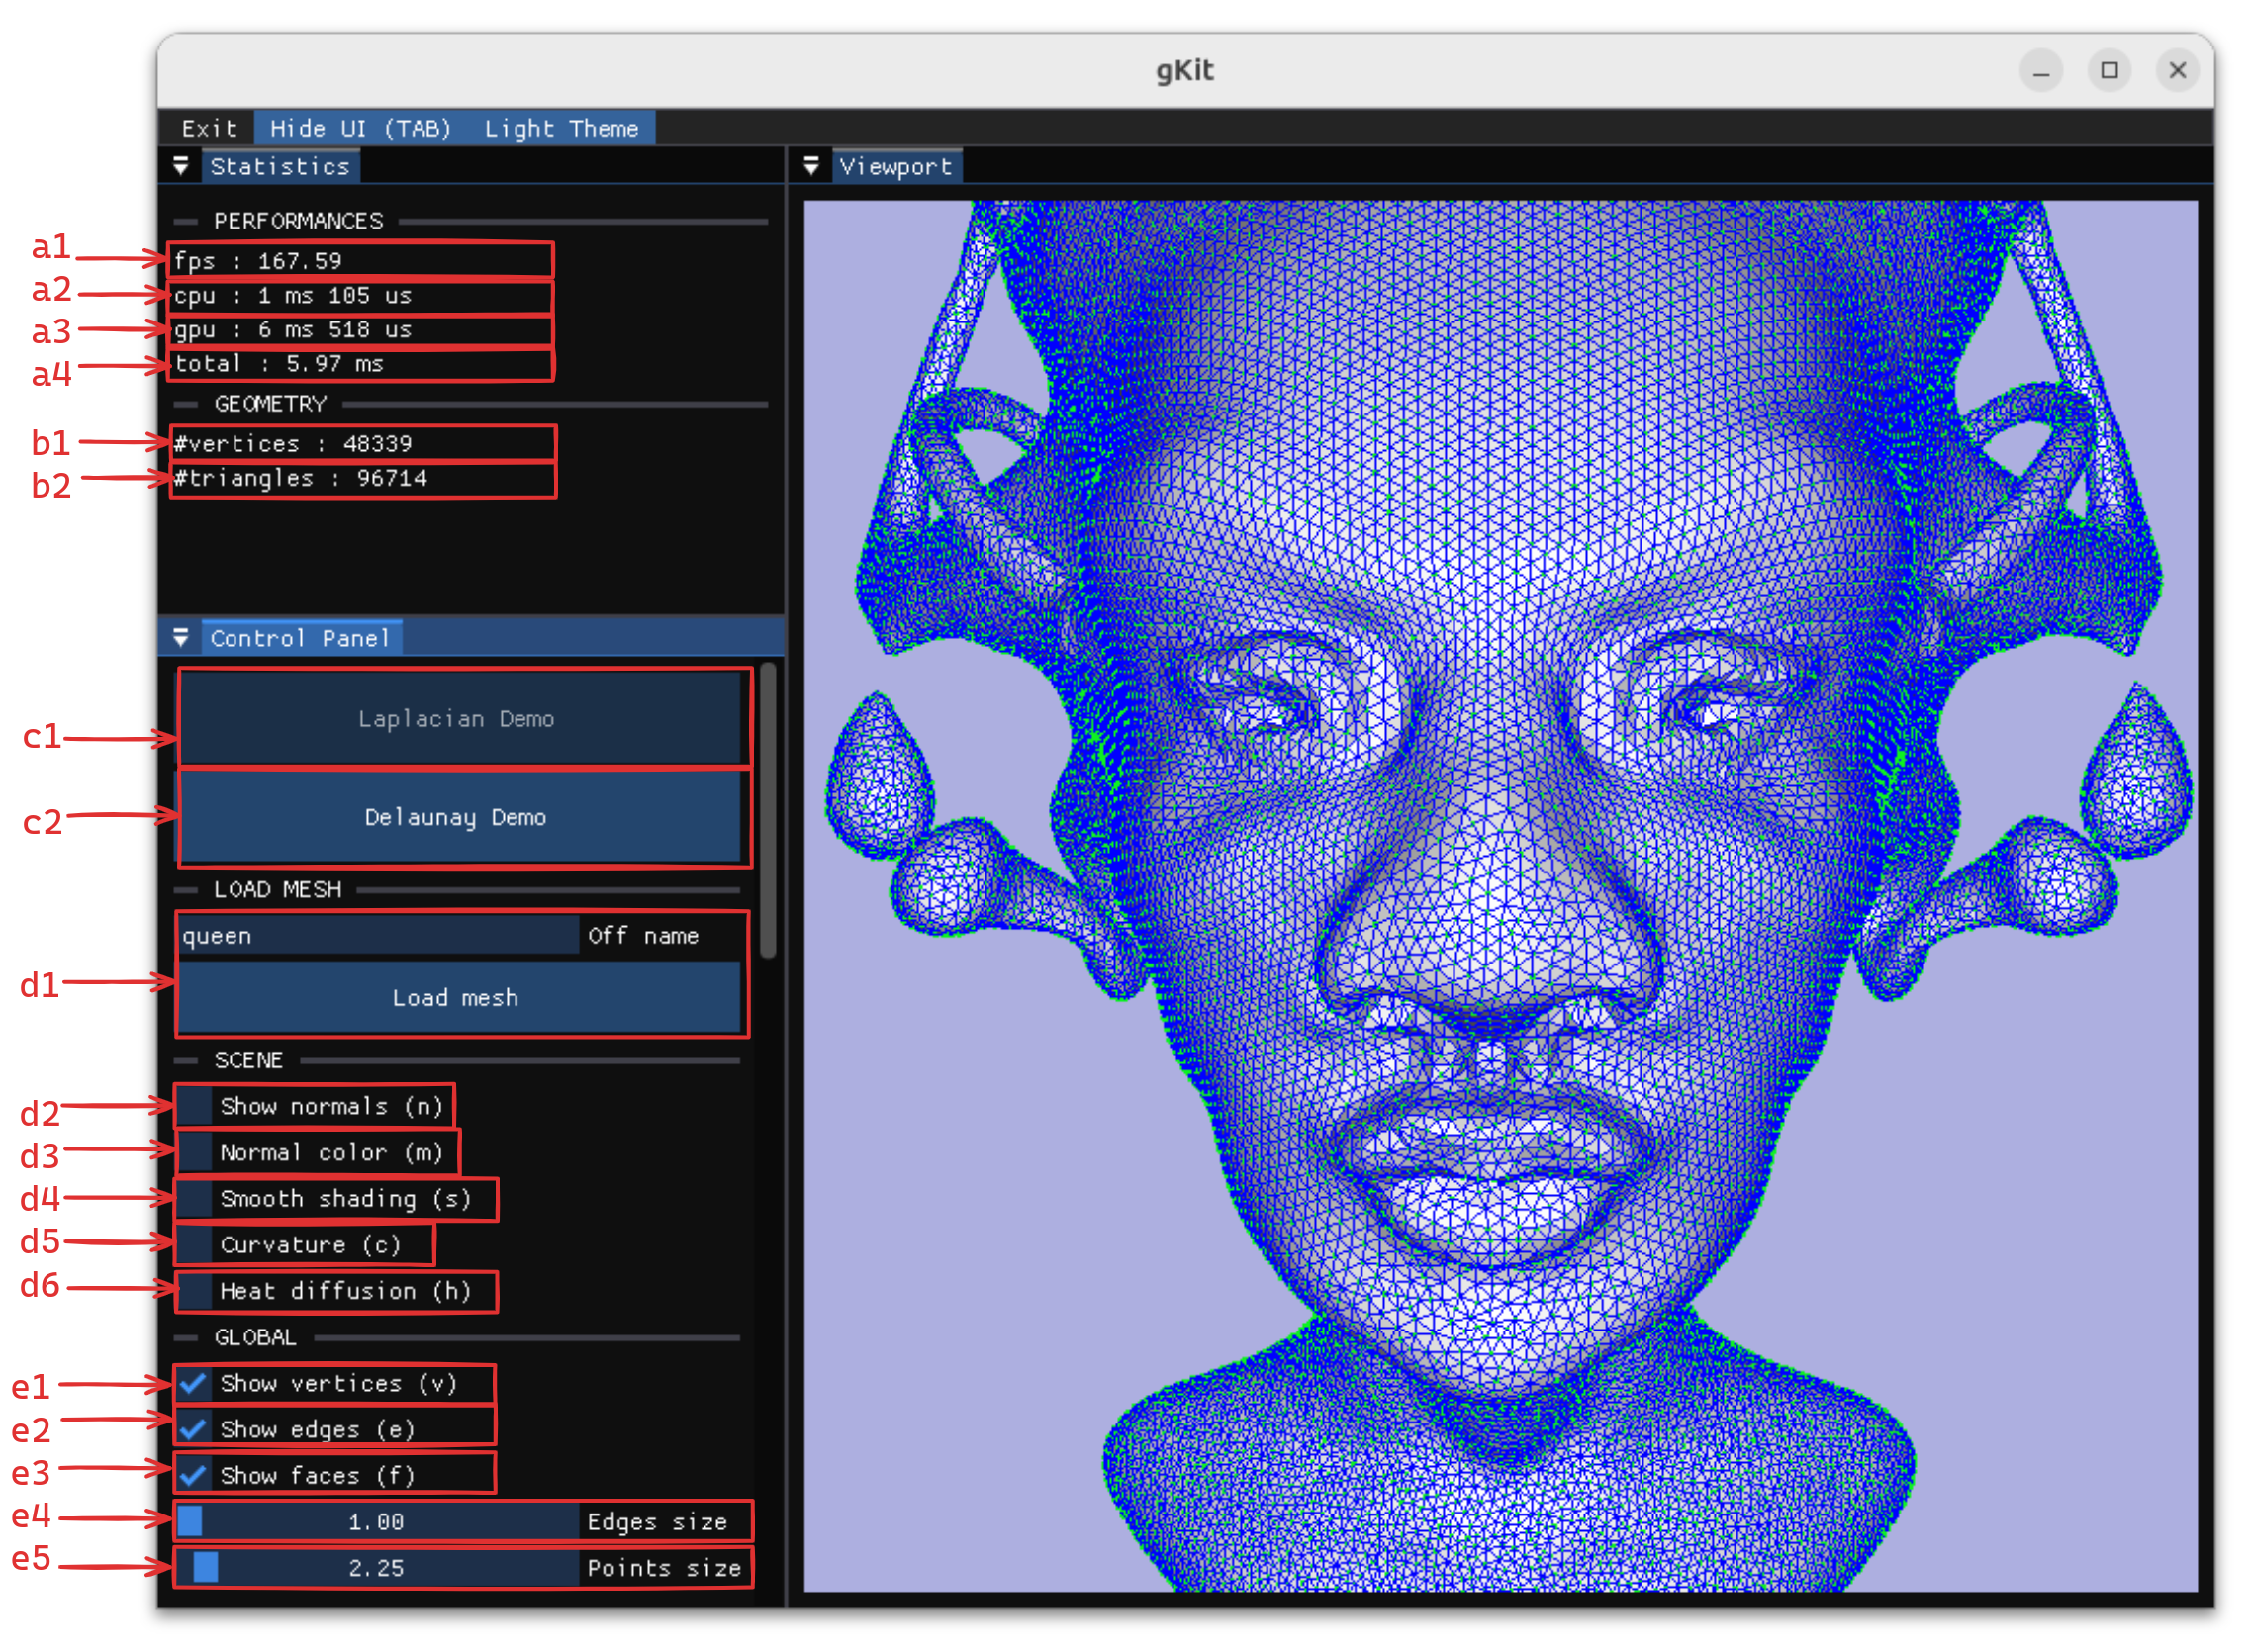 gKit
Exit Hide UI (TAB) Light Theme
Statistics
PERFORMANCES
a1 fps : 167.59
a2 cpu : 1 ms 105 us
a3 gpu : 6 ms 518 us
a4 total : 5.97 ms
GEOMETRY
b1 #vertices : 48339
b2 #triangles : 96714
Control Panel
c1 Laplacian Demo
c2 Delaunay Demo
LOAD MESH
queen Off name
d1 Load mesh
SCENE
d2 Show normals (n)
d3 Normal color (m)
d4 Smooth shading (s)
d5 Curvature (c)
d6 Heat diffusion (h)
GLOBAL
e1 Show vertices (v)
e2 Show edges (e)
e3 Show faces (f)
e4 1.00 Edges size
e5 2.25 Points size
Viewport